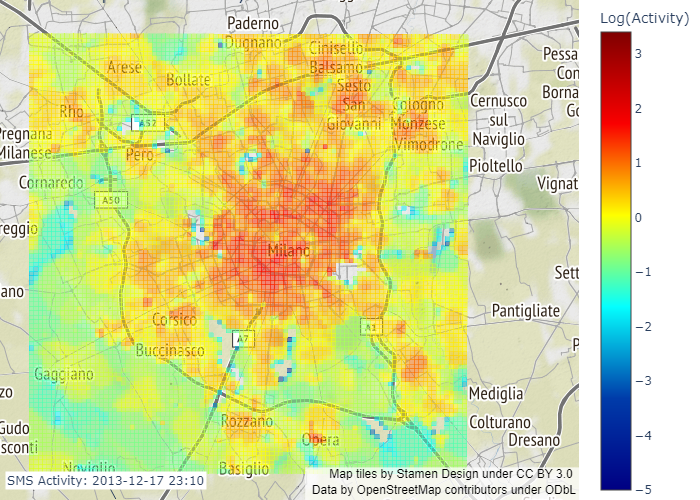 Log(Activity)
Paderno
Dugnano
Cinisello
Balsamo
Arese
Bollate
Sesto
San
Giovanni
Cologno
Monzese
Vimodrone
Pessa
Con
Borna
Go
Cernusco
sul
Naviglio
Rho
A52
Pero
Pregnana
Milanese
Pioltello
Cornaredo
Vignat
A50
reggio
Milano
Sett
ano
Pantigliate
Corsico
A7
A1
Buccinasco
P
Gaggiano
zo
Mediglia
Rozzano
Colturano
Gudo
Opera
Dresano
sconti
Noviglio
Basiglio
3
2
1
0
−1
−2
−3
−4
−5
SMS Activity: 2013-12-17 23:10
Map tiles by Stamen Design under CC BY 3.0
Data by OpenStreetMap contributors under ODbL